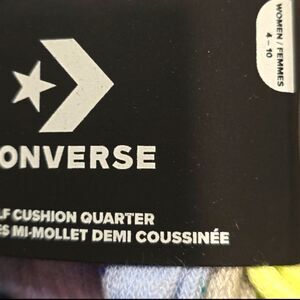 WOMEN / FEMMES
4 - 10
ONVERSE
LF CUSHION QUARTER
ES MI-MOLLET DEMI COUSSINÉE